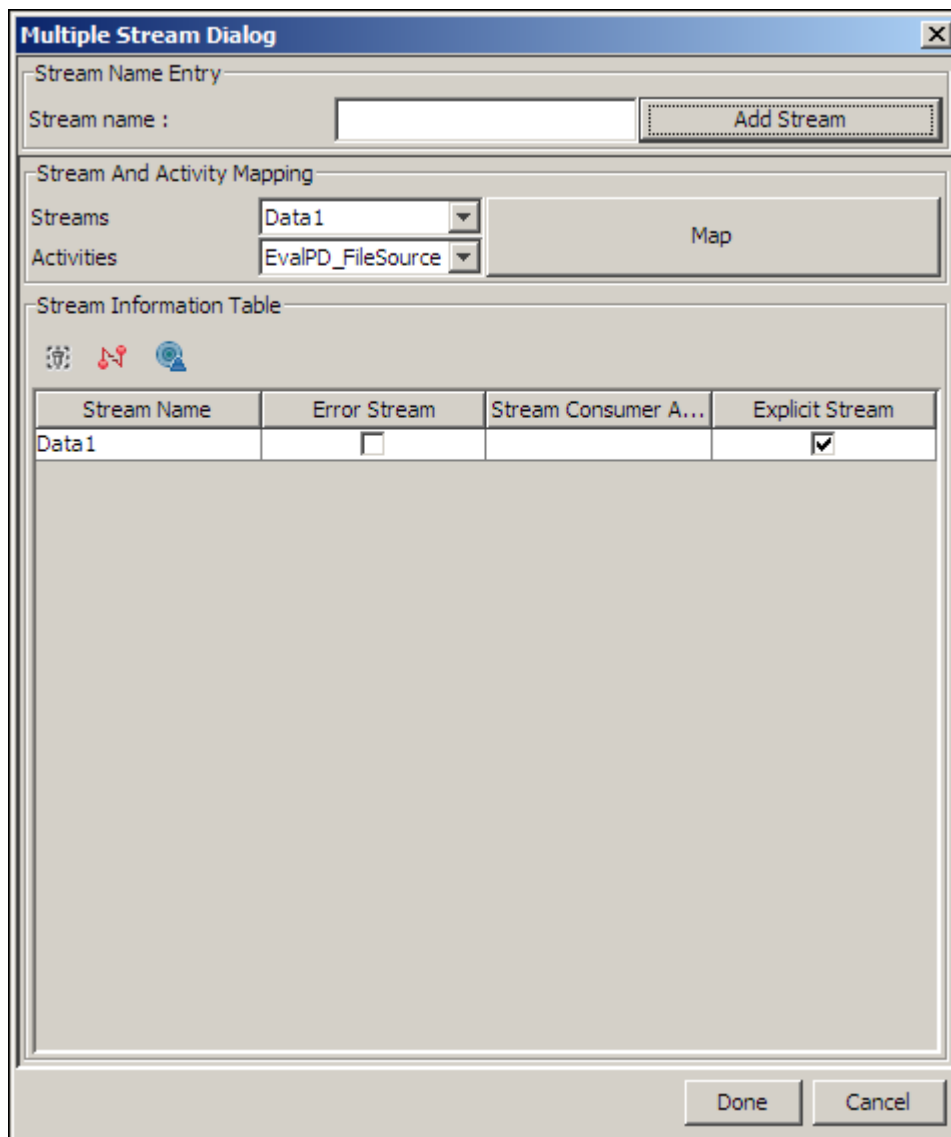 Multiple Stream Dialog
Stream Name Entry
Stream name :
Add Stream
Stream And Activity Mapping
Streams
Data1
Map
Activities
EvalPD_FileSource
Stream Information Table
Stream Name Error Stream Stream Consumer A... Explicit Stream
Data1
Done Cancel